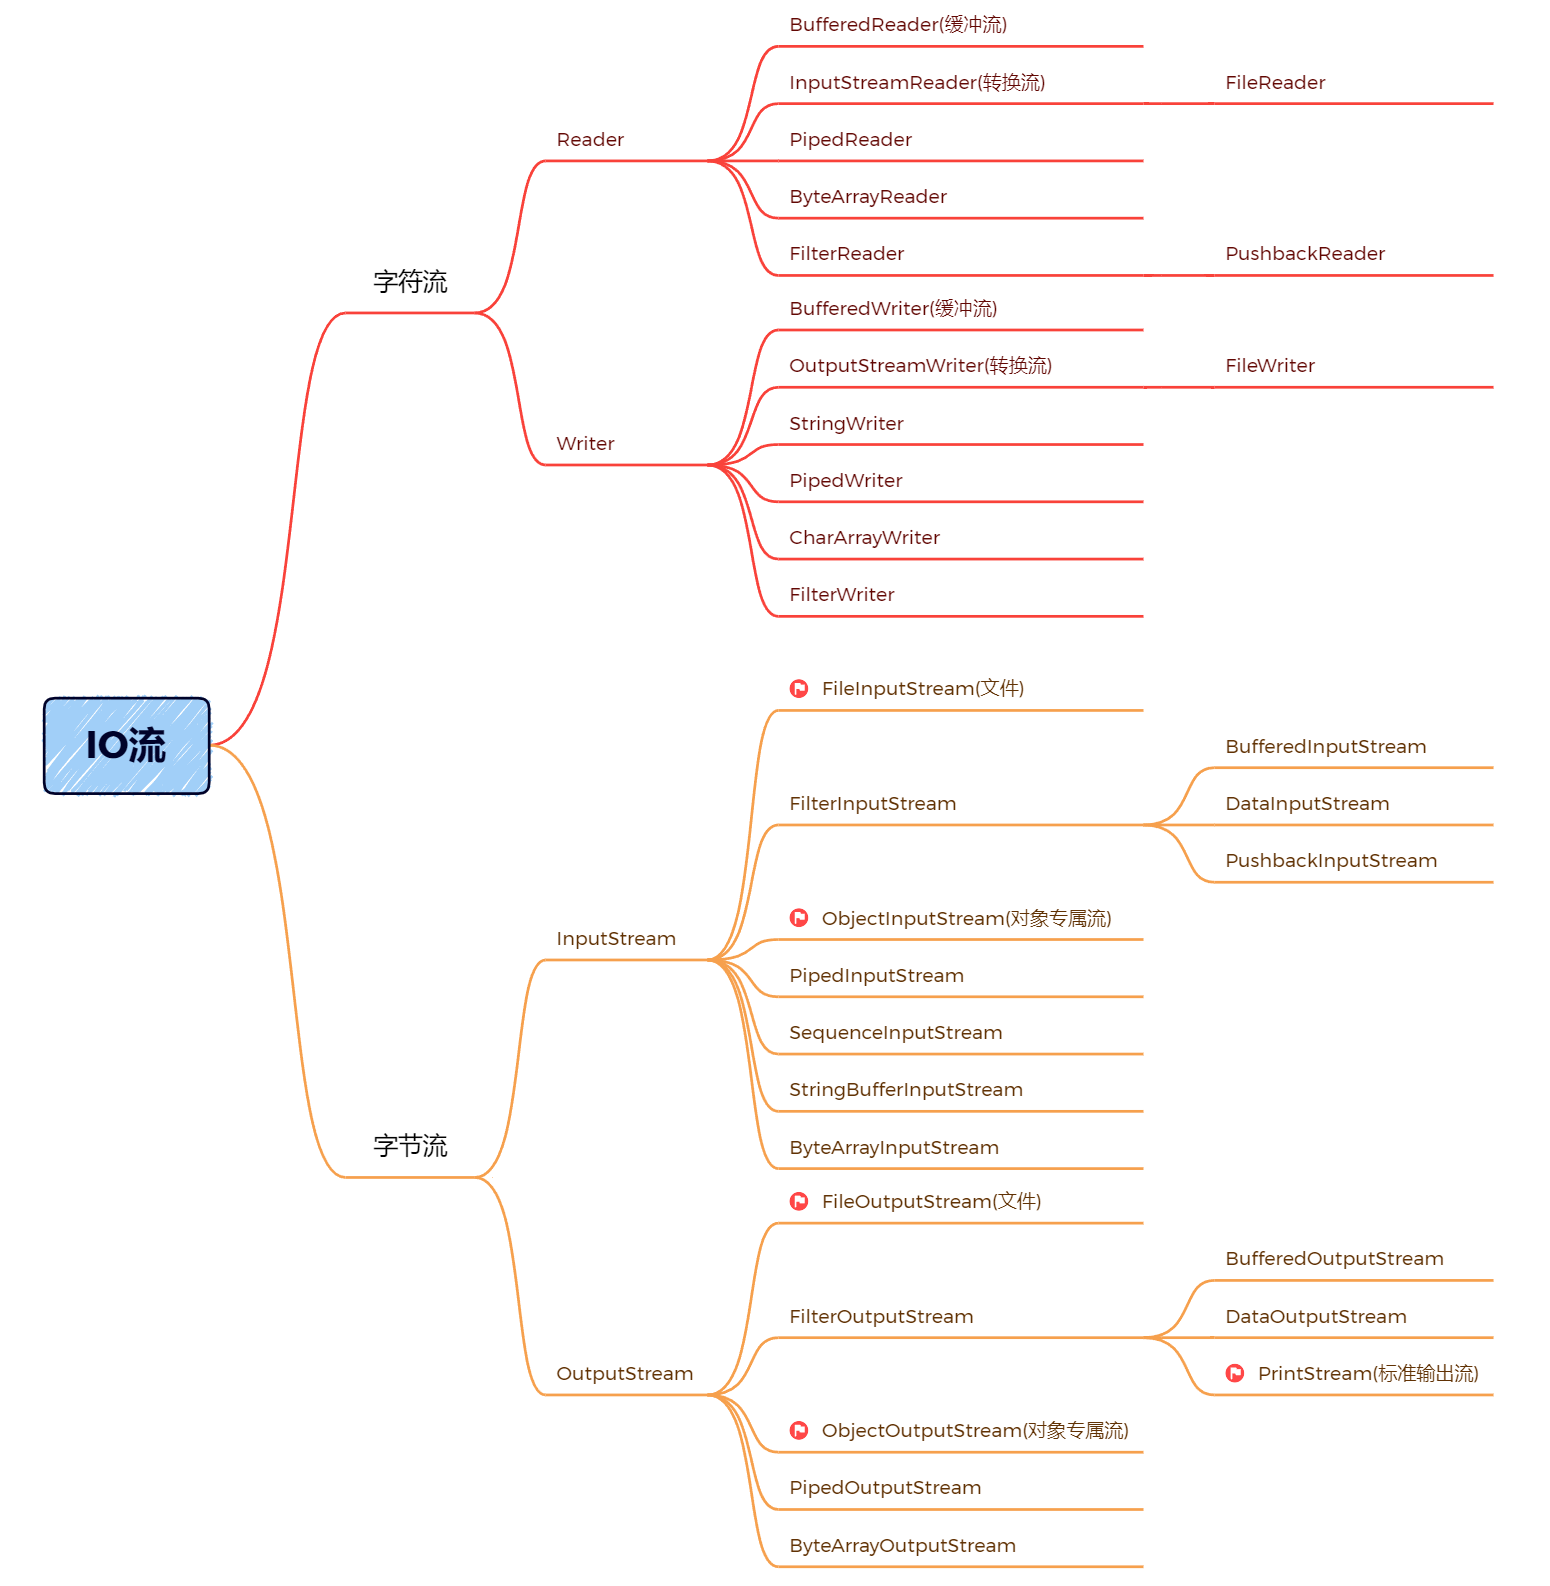 IO流
字符流
Reader
BufferedReader(缓冲流)
InputStreamReader(转换流)
FileReader
PipedReader
ByteArrayReader
FilterReader
PushbackReader
Writer
BufferedWriter(缓冲流)
OutputStreamWriter(转换流)
FileWriter
StringWriter
PipedWriter
CharArrayWriter
FilterWriter
字节流
InputStream
FileInputStream(文件)
FilterInputStream
BufferedInputStream
DataInputStream
PushbackInputStream
ObjectInputStream(对象专属流)
PipedInputStream
SequenceInputStream
StringBufferInputStream
ByteArrayInputStream
OutputStream
FileOutputStream(文件)
FilterOutputStream
BufferedOutputStream
DataOutputStream
PrintStream(标准输出流)
ObjectOutputStream(对象专属流)
PipedOutputStream
ByteArrayOutputStream